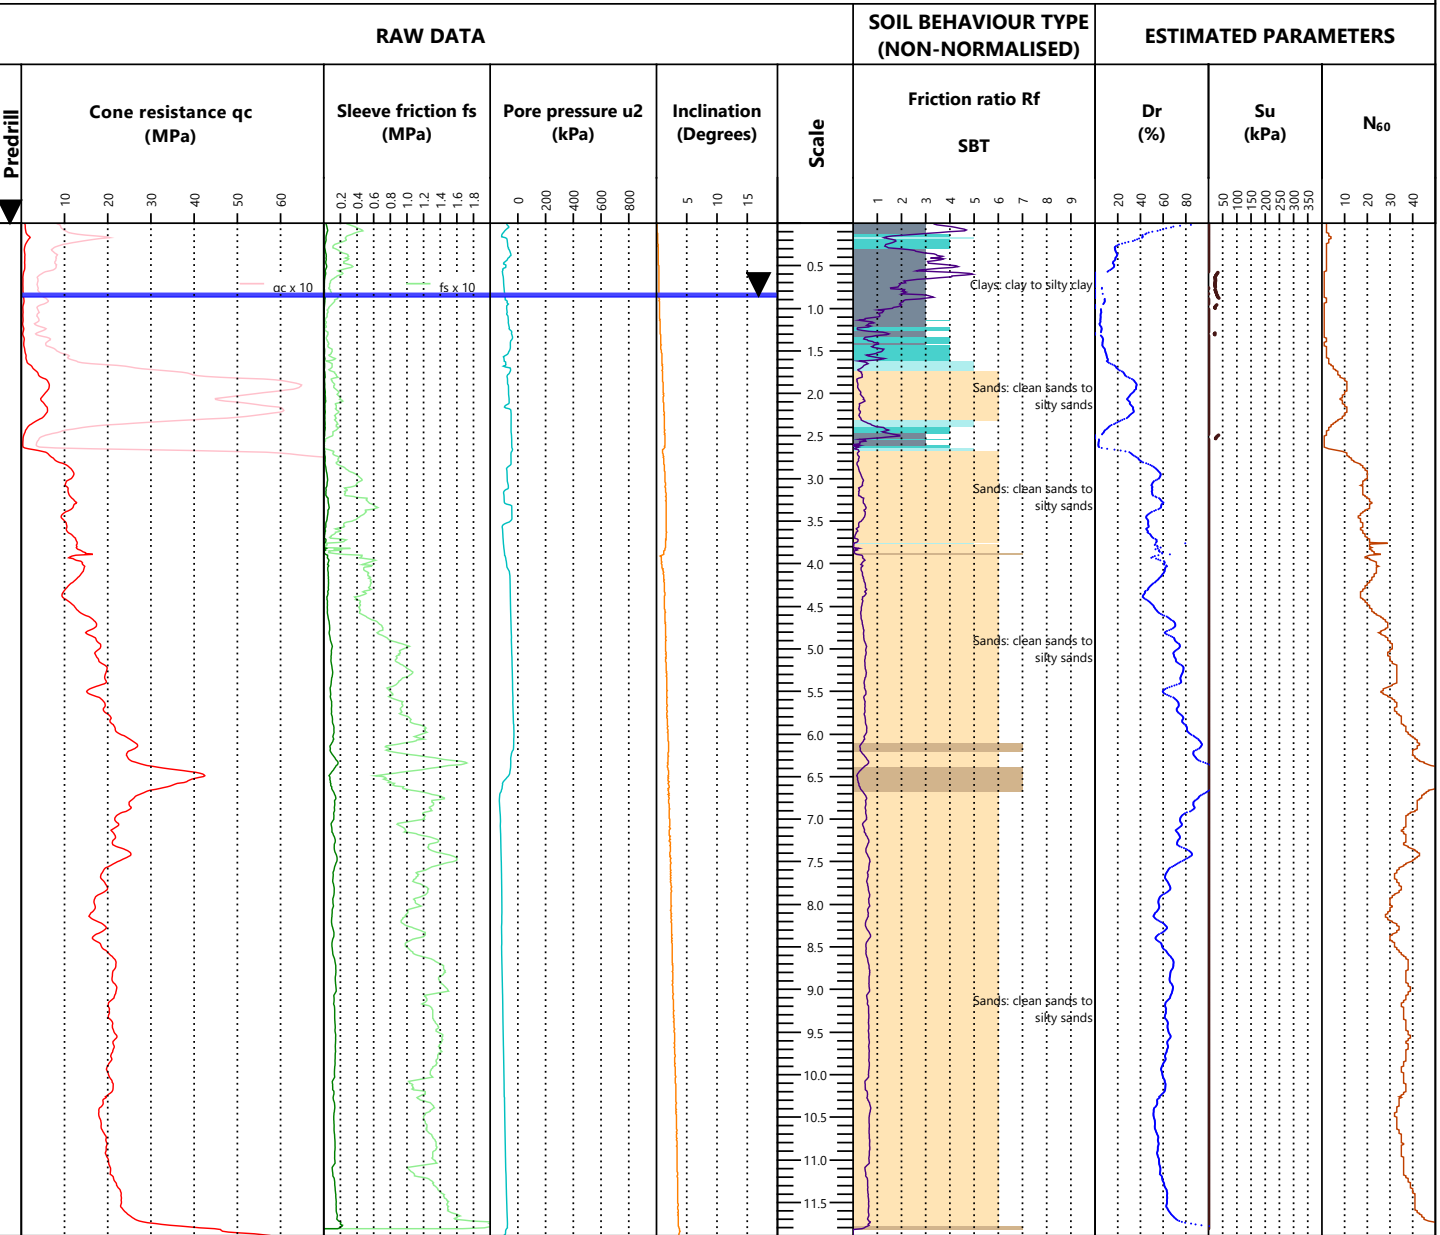 RAW DATA
SOIL BEHAVIOUR TYPE
(NON-NORMALISED)
ESTIMATED PARAMETERS
Predrill
Cone resistance qc
(MPa)
Sleeve friction fs
(MPa)
Pore pressure u2
(kPa)
Inclination
(Degrees)
Scale
Friction ratio Rf
SBT
Dr
(%)
Su
(kPa)
N60
10 20 30 40 50 60
0.2 0.4 0.6 0.8 1.0 1.2 1.4 1.6 1.8
0 200 400 600 800
5 10 15
1 2 3 4 5 6 7 8 9
20 40 60 80
50 100 150 200 250 300 350
10 20 30 40
0.5
qc x 10
fs x 10
Clays: clay to silty clay
1.0
1.5
Sands: clean sands to
2.0
silty sands
2.5
3.0
Sands: clean sands to
silty sands
3.5
4.0
4.5
Sands: clean sands to
5.0
silty sands
5.5
6.0
6.5
7.0
7.5
8.0
8.5
9.0
Sands: clean sands to
silty sands
9.5
10.0
10.5
11.0
11.5